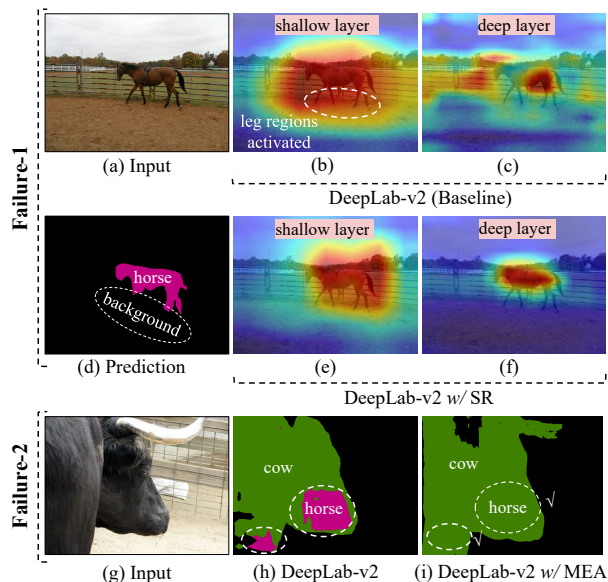 Failure-1
shallow layer
deep layer
leg regions
activated
(a) Input
(b)
(c)
DeepLab-v2 (Baseline)
shallow layer
deep layer
horse
background
(d) Prediction
(e)
(f)
DeepLab-v2 w/ SR
Failure-2
cow
horse
cow
horse
√
√
(g) Input
(h) DeepLab-v2
(i) DeepLab-v2 w/ MEA